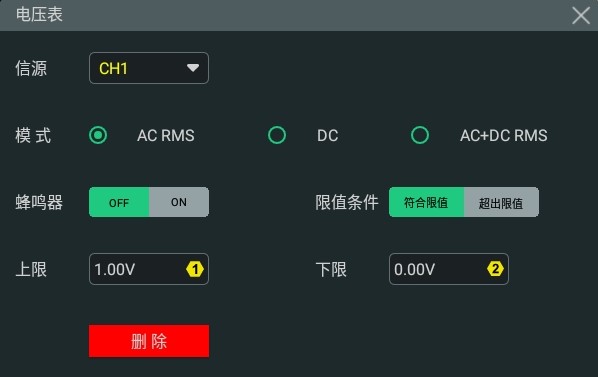 电压表
信源 CH1
模 式 AC RMS DC AC+DC RMS
蜂鸣器 OFF ON 限值条件 符合限值 超出限值
上限 1.00V 1 下限 0.00V 2
删 除